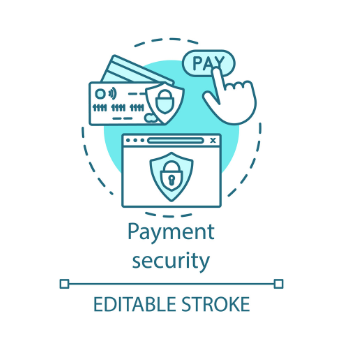 PAY
Payment
security
EDITABLE STROKE